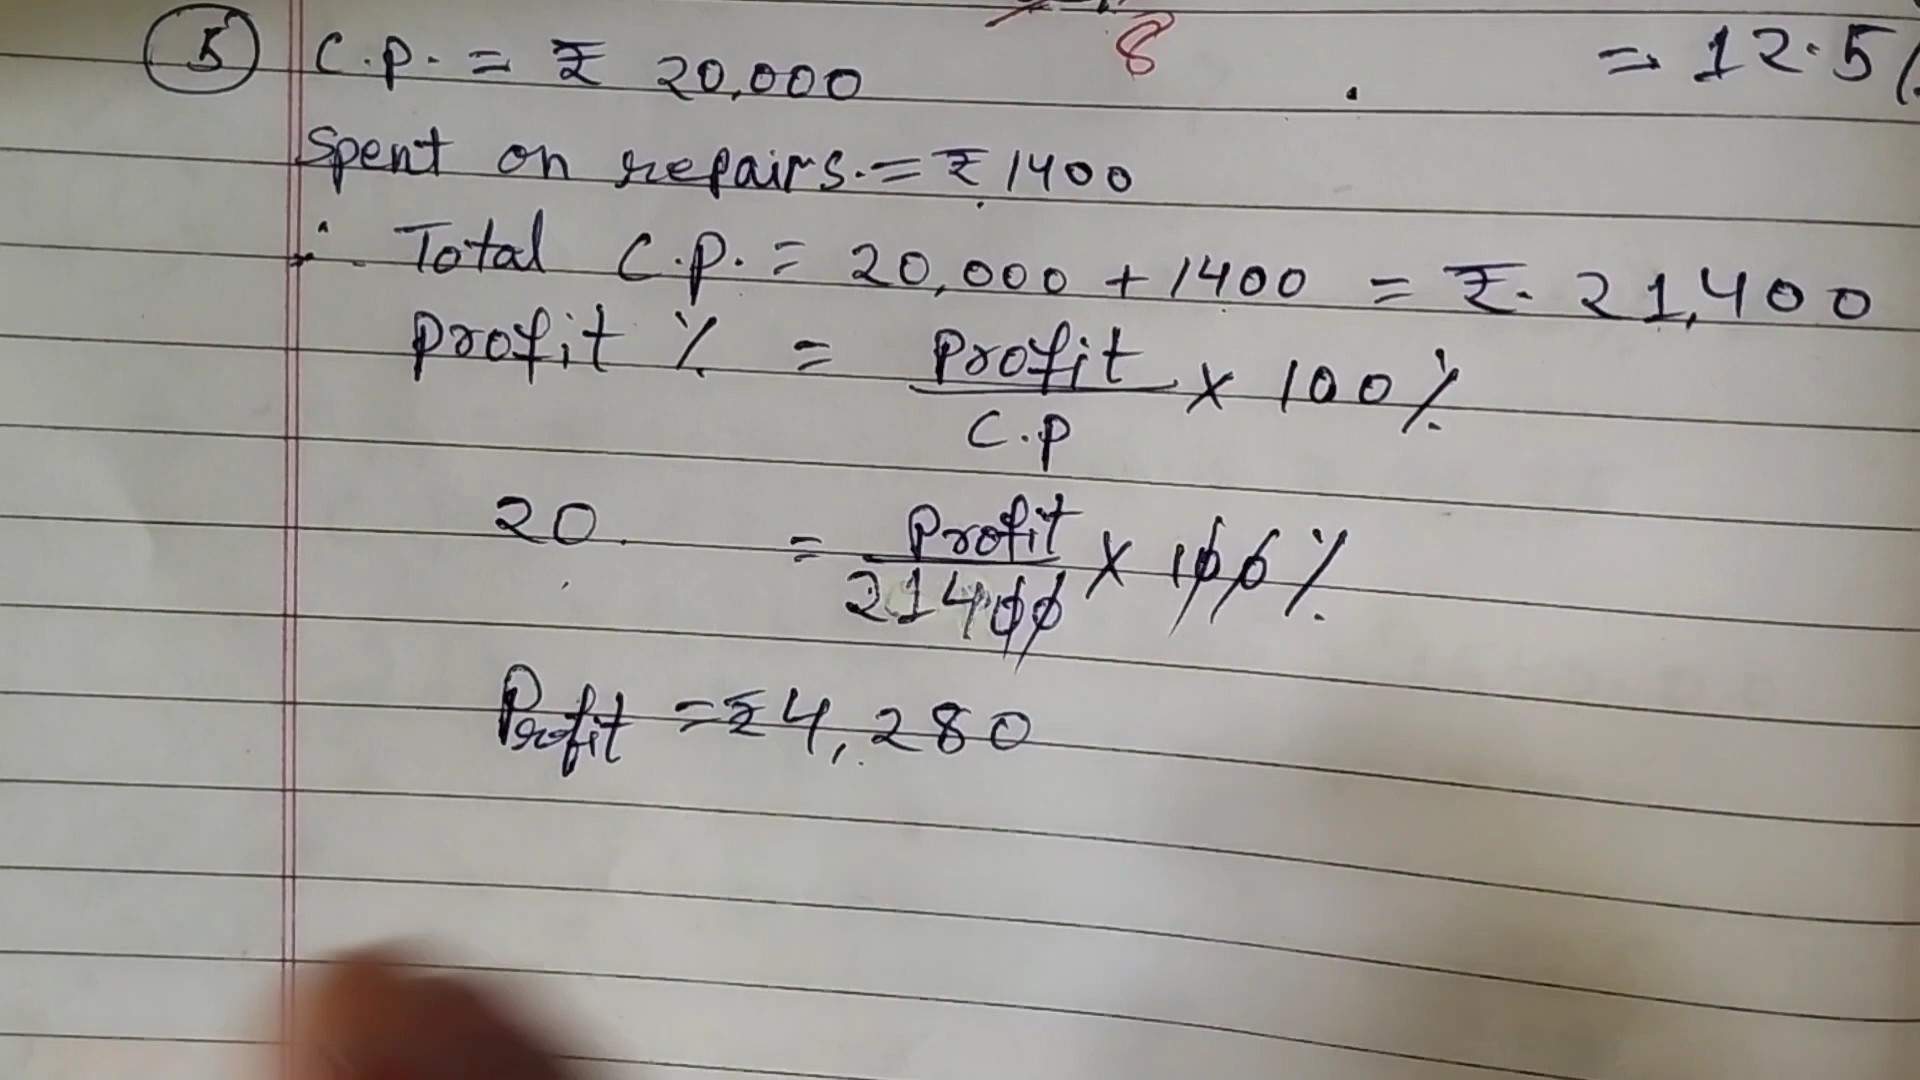 8 = 12.5%
5 C.P. = ₹ 20,000
Spent on repairs. = ₹ 1400
∴ Total C.P. = 20,000 + 1400 = ₹. 21,400
Profit % = Profit / C.P × 100%
20 = Profit / 21400 × 100%
Profit = ₹4,280